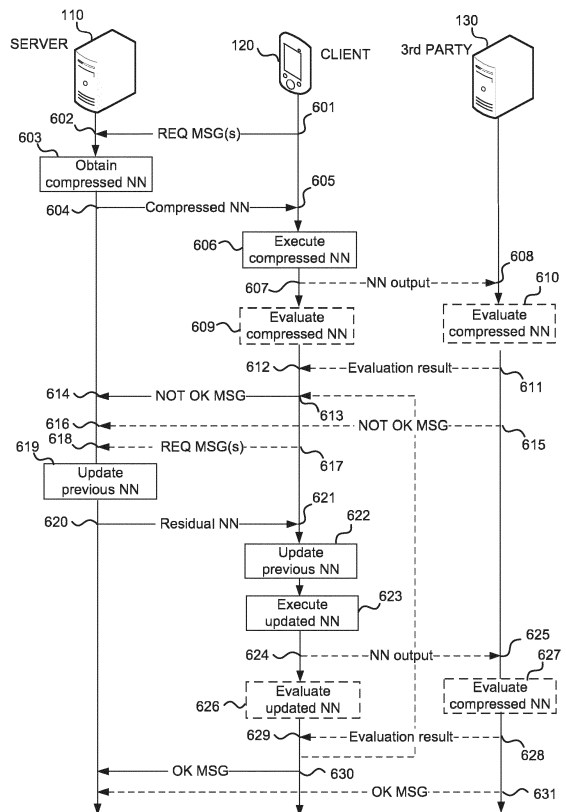 110
SERVER
120
CLIENT
130
3rd PARTY
602
REQ MSG(s)
601
603
Obtain
compressed NN
604
Compressed NN
605
606
Execute
compressed NN
607
NN output
608
609
Evaluate
compressed NN
610
Evaluate
compressed NN
612
Evaluation result
611
614
NOT OK MSG
613
616
NOT OK MSG
615
618
REQ MSG(s)
617
619
Update
previous NN
620
Residual NN
621
622
Update
previous NN
Execute
updated NN
623
624
NN output
625
626
Evaluate
updated NN
627
Evaluate
compressed NN
629
Evaluation result
628
OK MSG
630
OK MSG
631